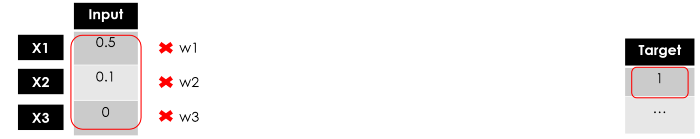 Input
X1 0.5 ✖ w1
X2 0.1 ✖ w2
X3 0 ✖ w3
Target
1
...